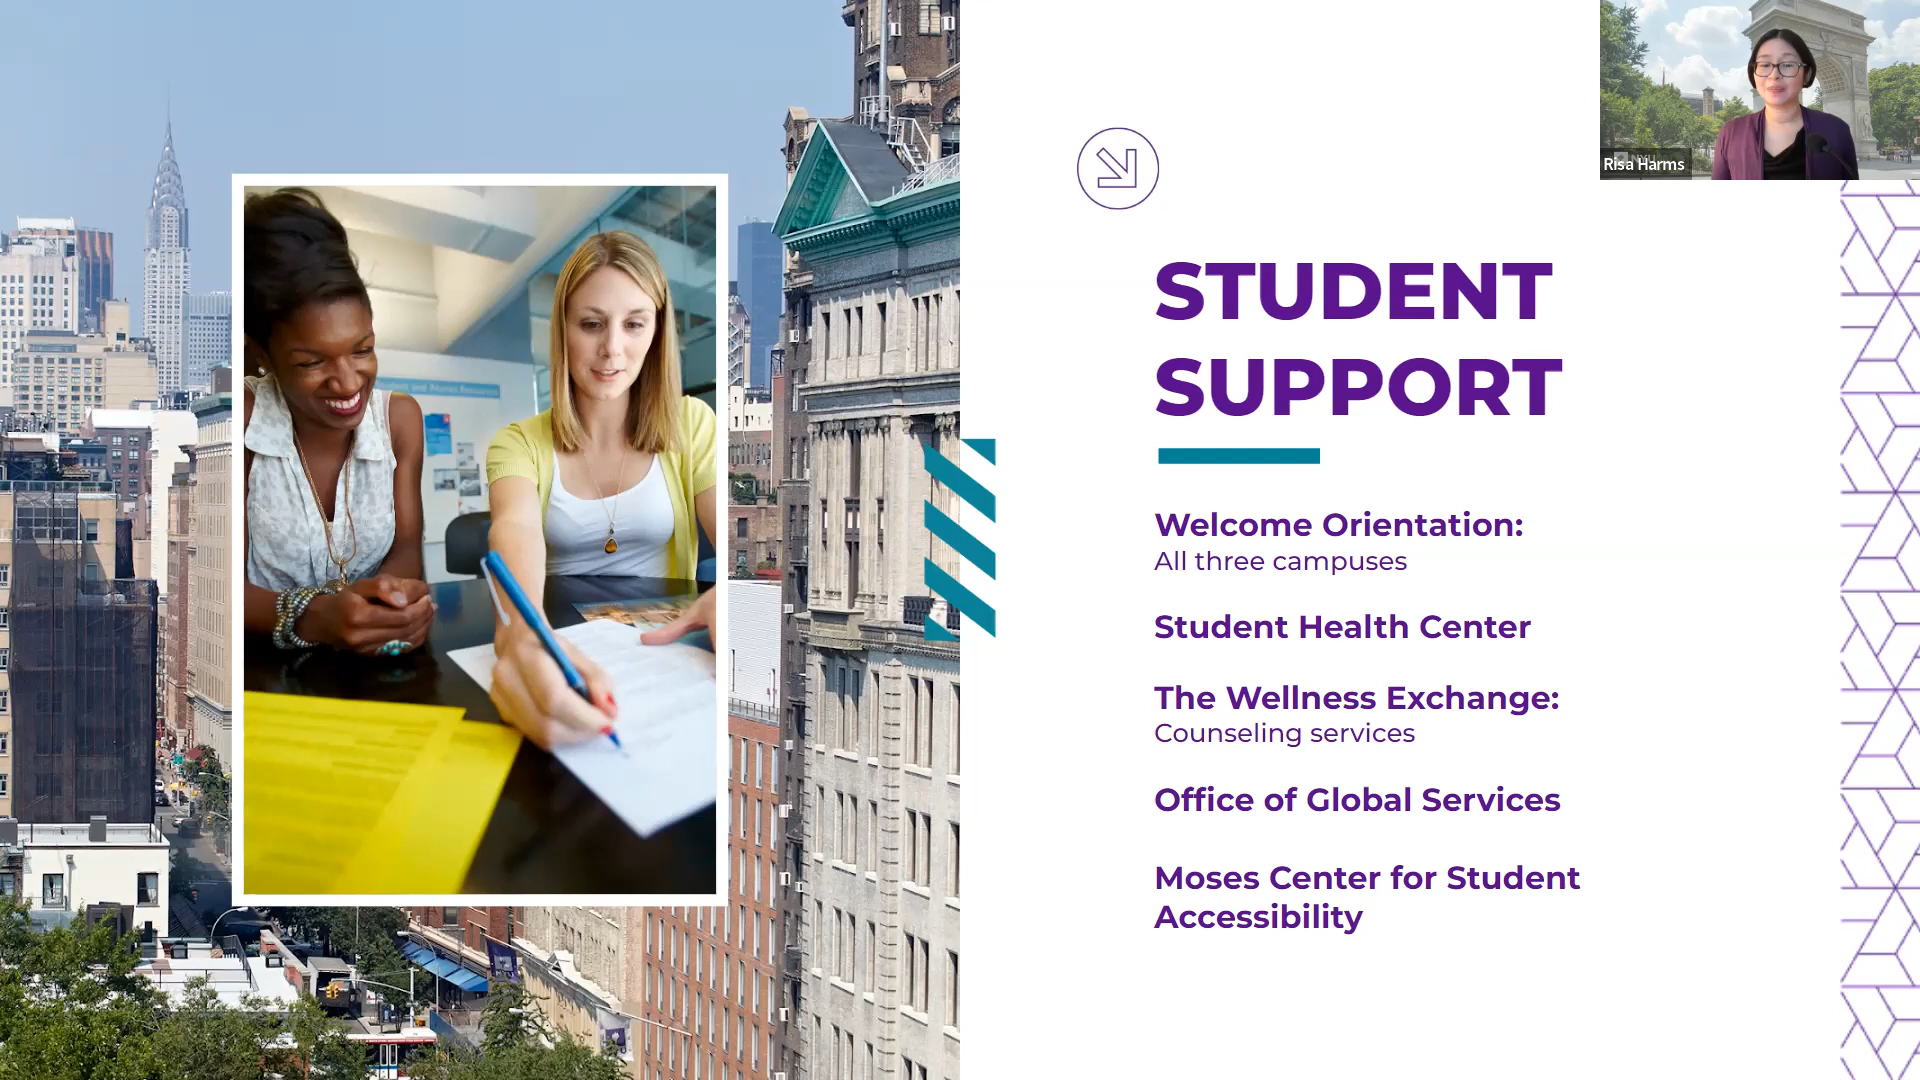 Risa Harms
STUDENT
SUPPORT
Welcome Orientation:
All three campuses
Student Health Center
The Wellness Exchange:
Counseling services
Office of Global Services
Moses Center for Student
Accessibility